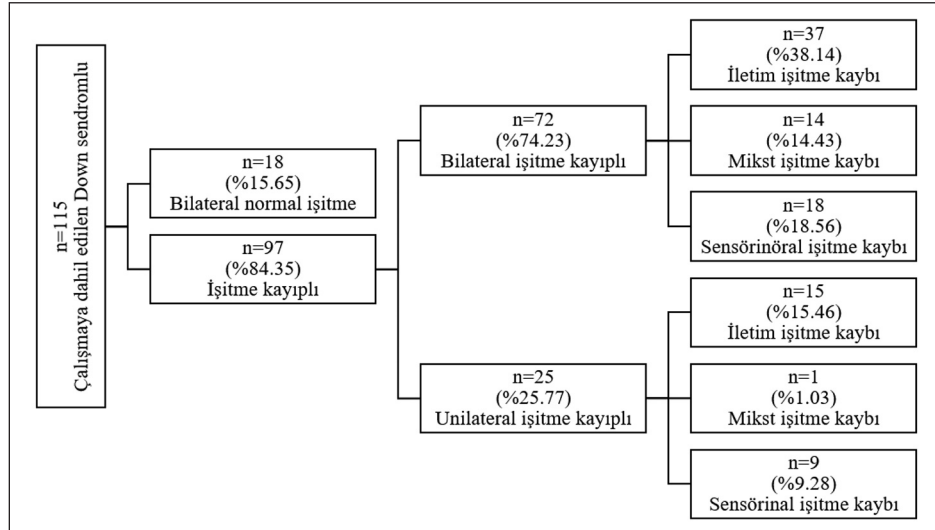 n=115
Çalışmaya dahil edilen Down sendromlu
n=18
(%15.65)
Bilateral normal işitme
n=97
(%84.35)
İşitme kayıplı
n=72
(%74.23)
Bilateral işitme kayıplı
n=25
(%25.77)
Unilateral işitme kayıplı
n=37
(%38.14)
İletim işitme kaybı
n=14
(%14.43)
Mikst işitme kaybı
n=18
(%18.56)
Sensörinöral işitme kaybı
n=15
(%15.46)
İletim işitme kaybı
n=1
(%1.03)
Mikst işitme kaybı
n=9
(%9.28)
Sensörinal işitme kaybı